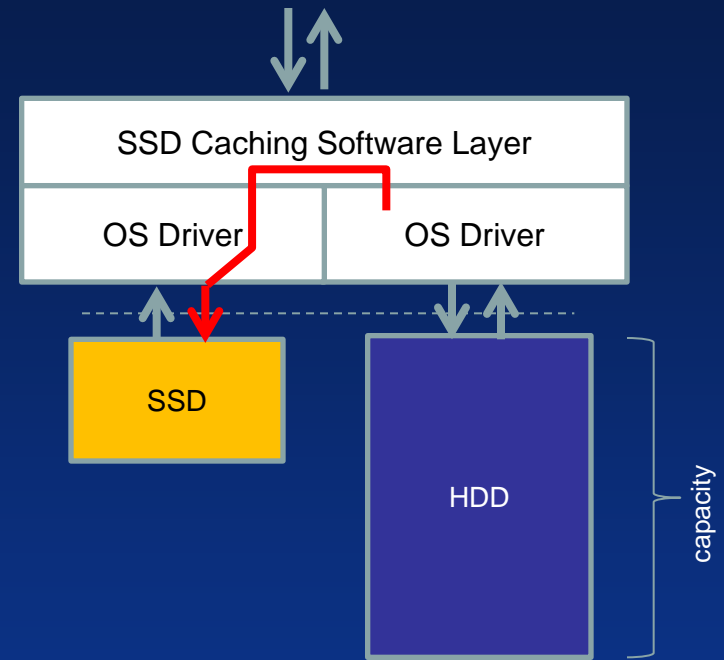 SSD Caching Software Layer
OS Driver
OS Driver
SSD
HDD
capacity